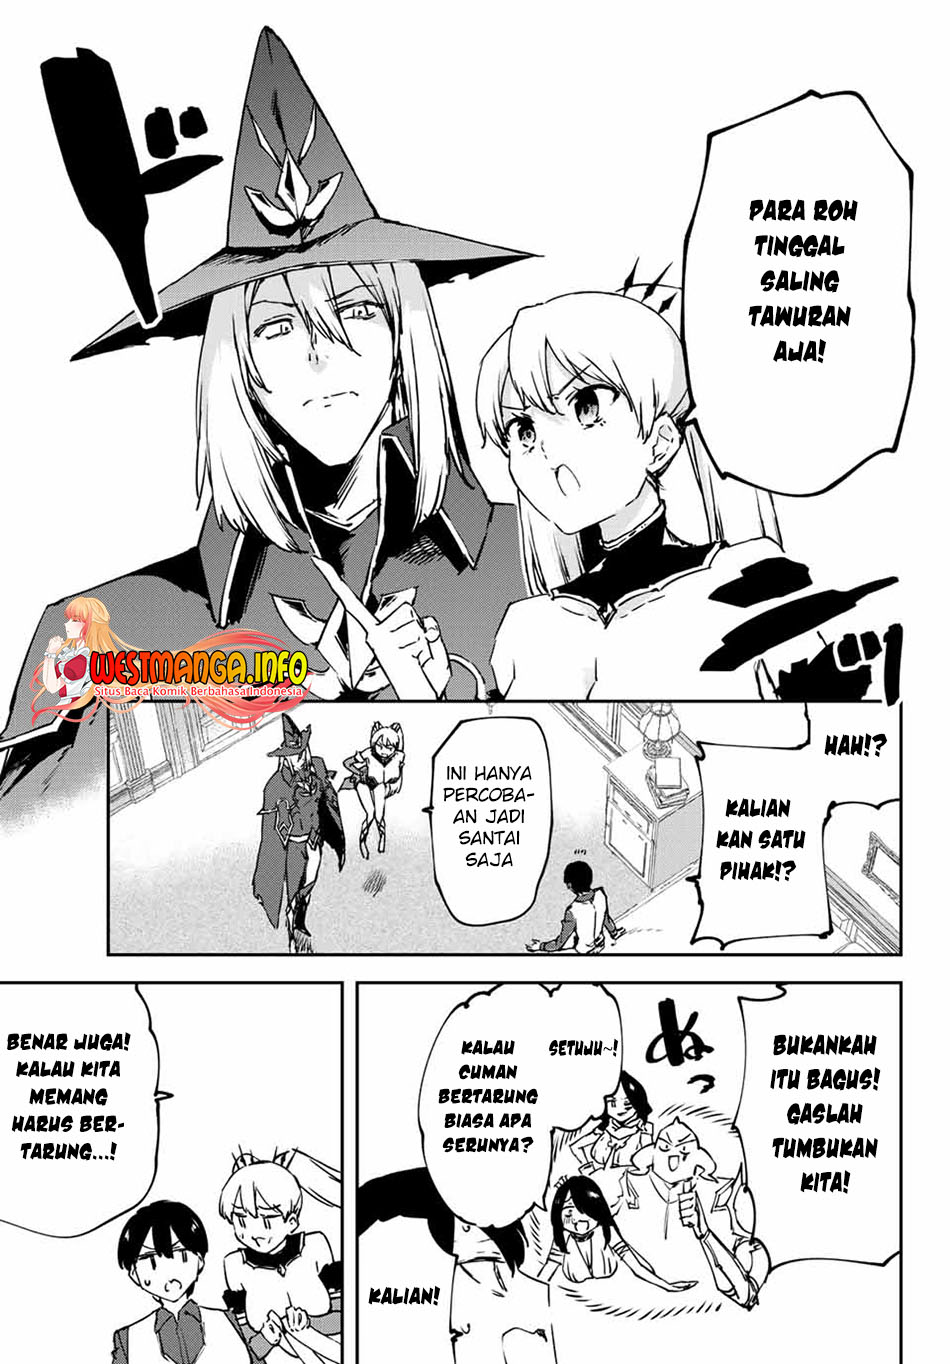 ド
PARA ROH
TINGGAL
SALING
TAWURAN
AJA!
WESTMANGA.INFO
Situs Baca Komik Berbahasa Indonesia
HAH!?
KALIAN
KAN SATU
PIHAK!?
INI HANYA
PERCOBA-
AN JADI
SANTAI
SAJA
BUKANKAH
ITU BAGUS!
GASLAH
TUMBUKAN
KITA!
ねっ
SETUJU~!
KALAU
CUMAN
BERTARUNG
BIASA APA
SERUNYA?
KALIAN!
BENAR JUGA!
KALAU KITA
MEMANG
HARUS BER-
TARUNG...!